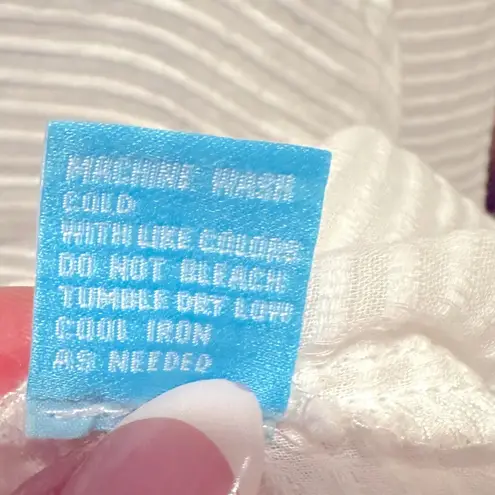 MACHINE WASH
COLD
WITH LIKE COLORS
DO NOT BLEACH
TUMBLE DRY LOW
COOL IRON
AS NEEDED